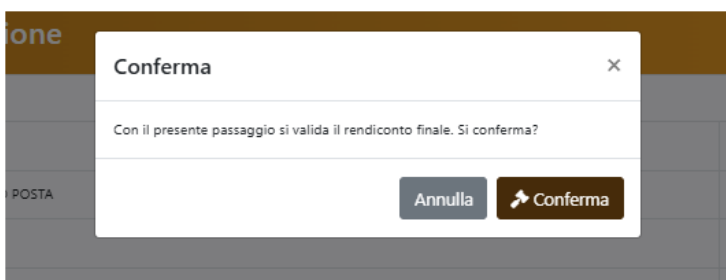 ione
Conferma ×
Con il presente passaggio si valida il rendiconto finale. Si conferma?
POSTA
Annulla Conferma